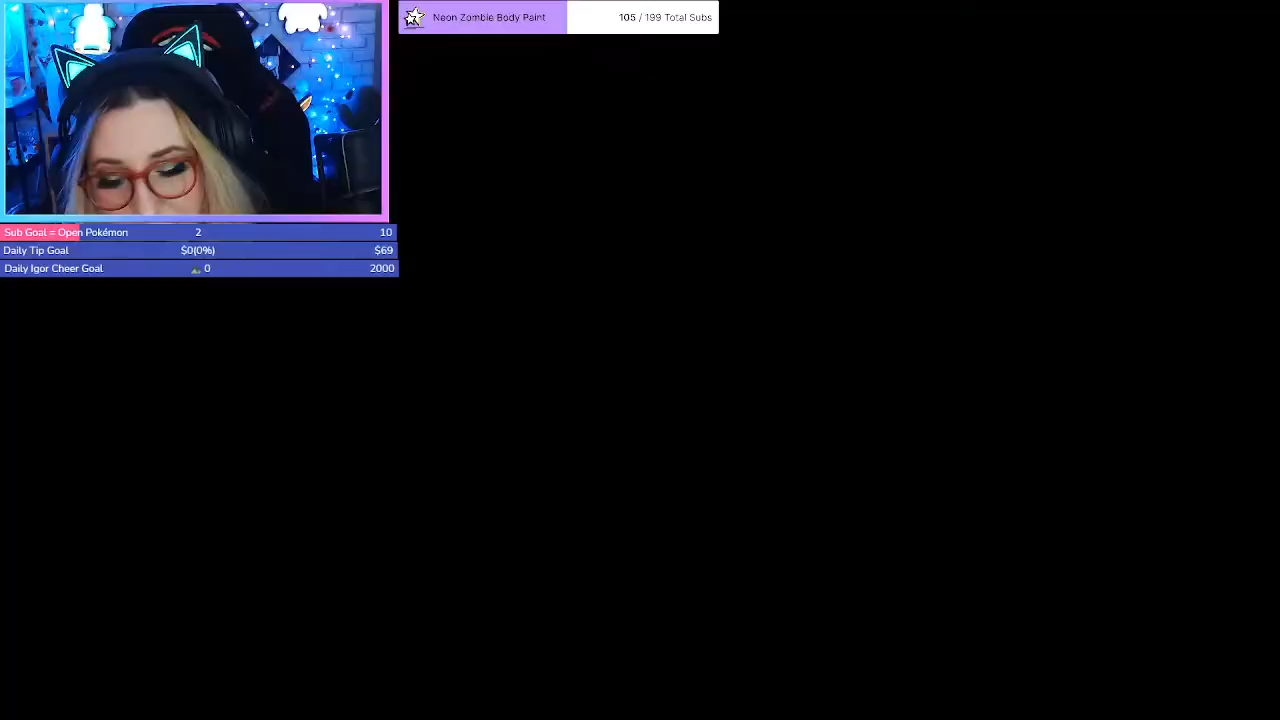 Neon Zombie Body Paint 105 / 199 Total Subs
Sub Goal = Open Pokémon 2 10
Daily Tip Goal $0(0%) $69
Daily Igor Cheer Goal 0 2000